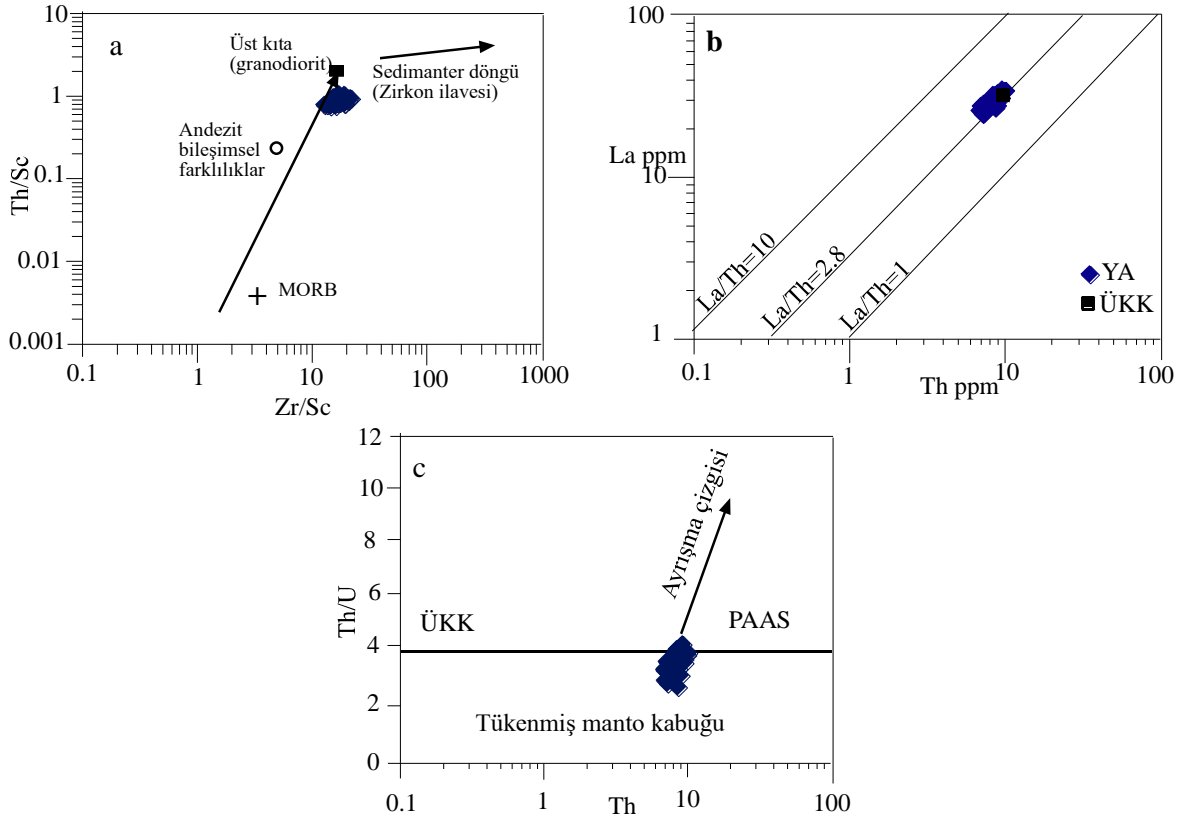 a
10
1
0.1
0.01
0.001
Th/Sc
Üst kıta
(granodiorit)
Sedimanter döngü
(Zirkon ilavesi)
Andezit
bileşimsel
farklılıklar
MORB
0.1
1
10
100
1000
Zr/Sc
b
100
La ppm
10
1
La/Th=10
La/Th=2.8
La/Th=1
YA
ÜKK
0.1
1
10
100
Th ppm
c
12
10
8
6
4
2
0
Th/U
Ayrışma çizgisi
ÜKK
PAAS
Tükenmiş manto kabuğu
0.1
1
10
100
Th